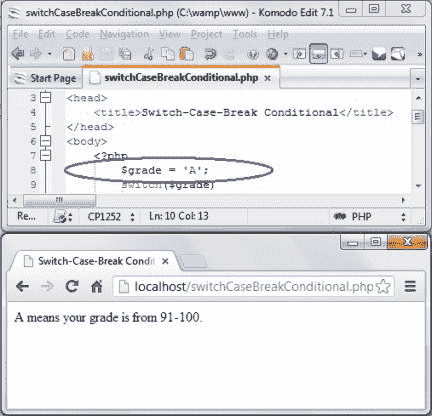 switchCaseBreakConditional.php (C:\wamp\www) - Komodo Edit 7.1
File Edit Code Navigation View Project Tools Help
Start Page switchCaseBreakConditional.php
3 <head>
4 <title>Switch-Case-Break Conditional</title>
5 </head>
6 <body>
7 <?php
8 $grade = 'A';
9 switch($grade)
Re... CP1252 Ln: 10 Col: 13 PHP
Switch-Case-Break Condit
localhost/switchCaseBreakConditional.php
A means your grade is from 91-100.